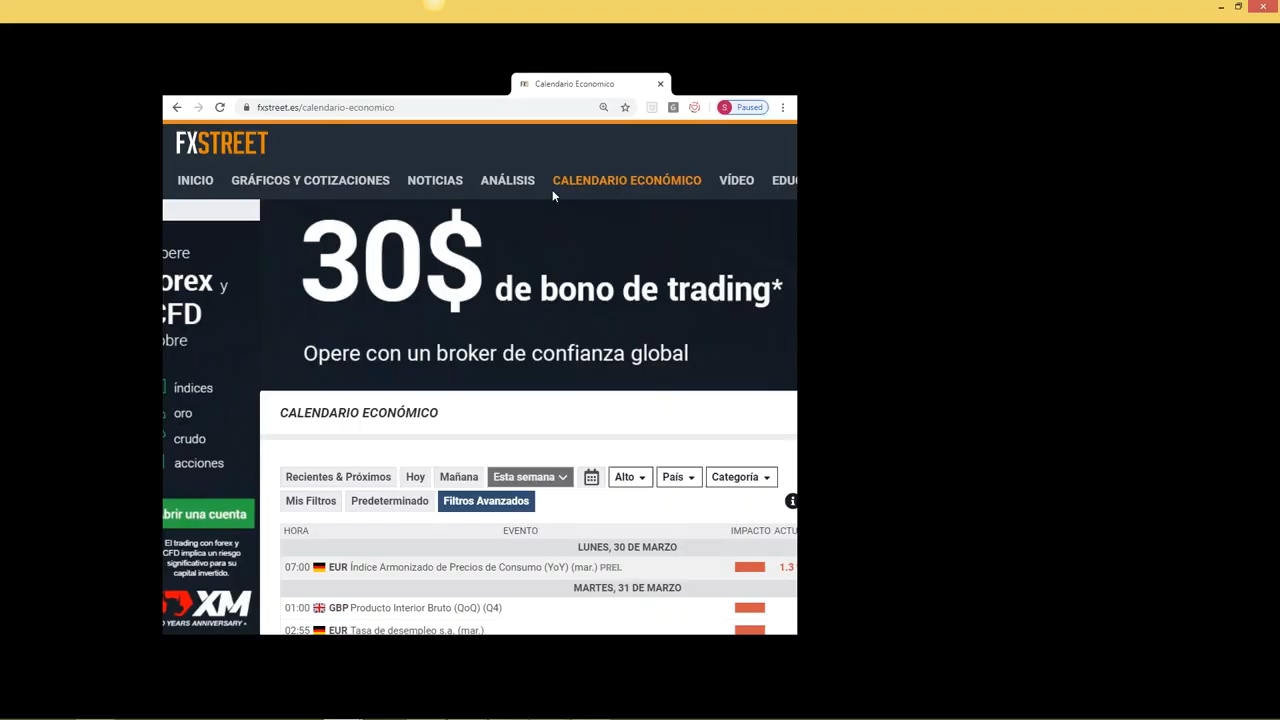 Calendario Economico
fxstreet.es/calendario-economico
G
S Paused
FXSTREET
INICIO GRÁFICOS Y COTIZACIONES NOTICIAS ANÁLISIS CALENDARIO ECONÓMICO VÍDEO EDU
30$ de bono de trading*
Opere con un broker de confianza global
pere
orex y
CFD
obre
índices
oro
crudo
acciones
brir una cuenta
El trading con forex y
CFD implica un riesgo
significativo para su
capital invertido.
XM
YEARS ANNIVERSARY
CALENDARIO ECONÓMICO
Recientes & Próximos Hoy Mañana Esta semana Alto País Categoría
Mis Filtros Predeterminado Filtros Avanzados
HORA EVENTO IMPACTO ACTU
LUNES, 30 DE MARZO
07:00 EUR Índice Armonizado de Precios de Consumo (YoY) (mar.) PREL 1.3
MARTES, 31 DE MARZO
01:00 GBP Producto Interior Bruto (QoQ) (Q4)
02:55 EUR Tasa de desempleo s.a. (mar.)